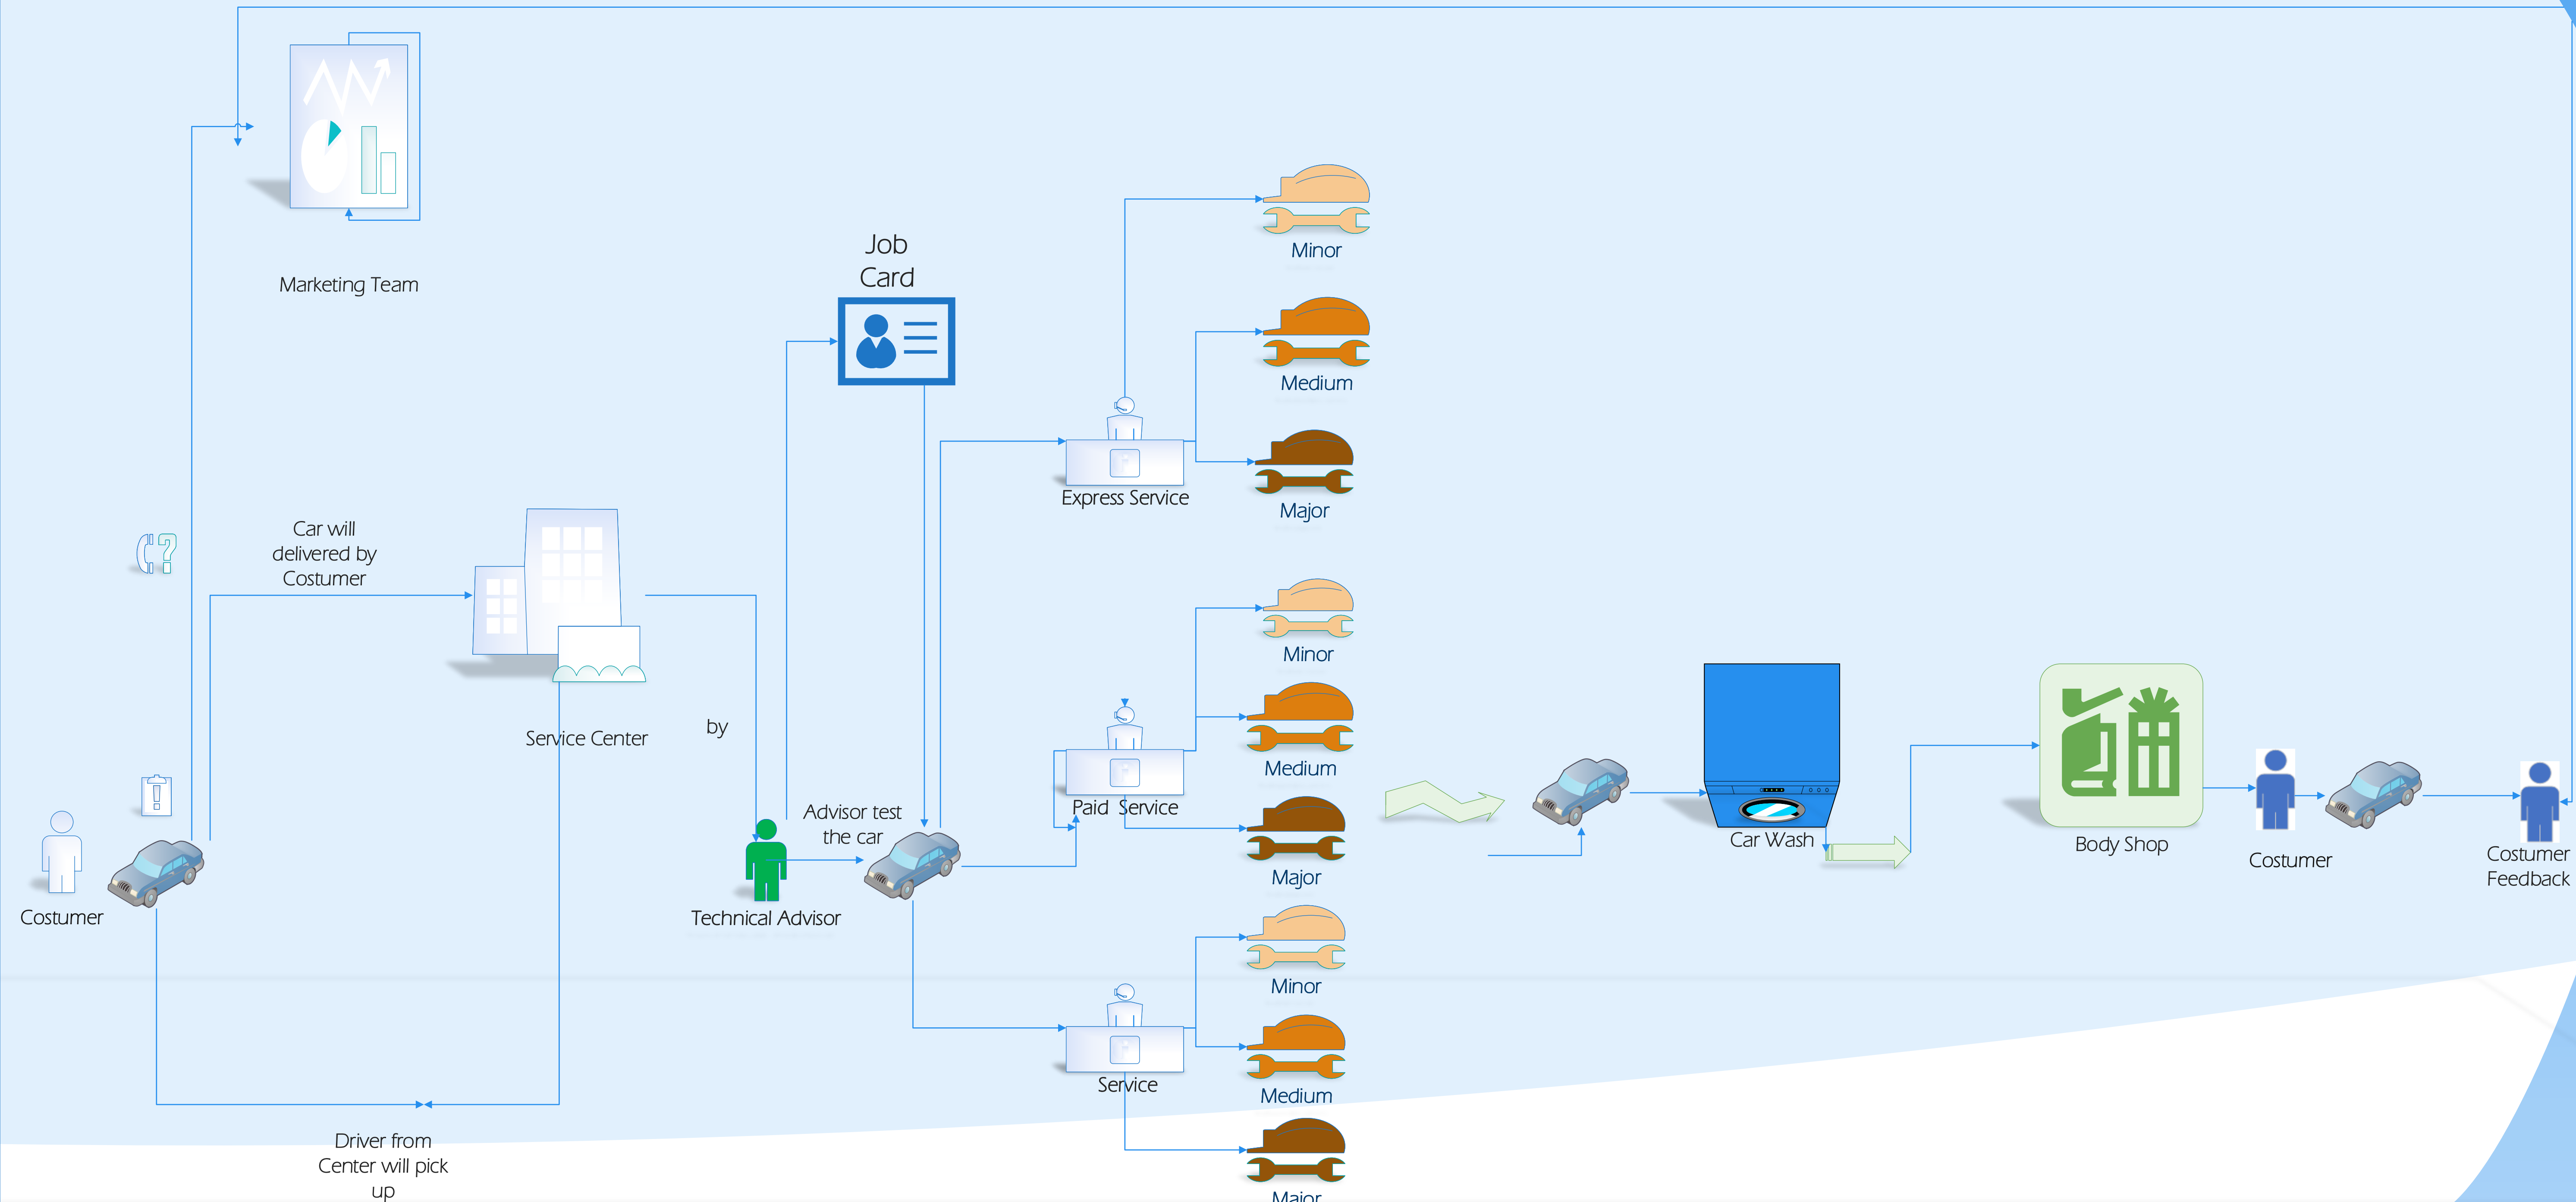 Marketing Team
Job
Card
Minor
Medium
Express Service
Major
Car will
delivered by
Costumer
Service Center
by
Minor
Medium
Paid Service
Major
Advisor test
the car
Technical Advisor
Costumer
Car Wash
Body Shop
Costumer
Costumer
Feedback
Minor
Service
Medium
Major
Driver from
Center will pick
up